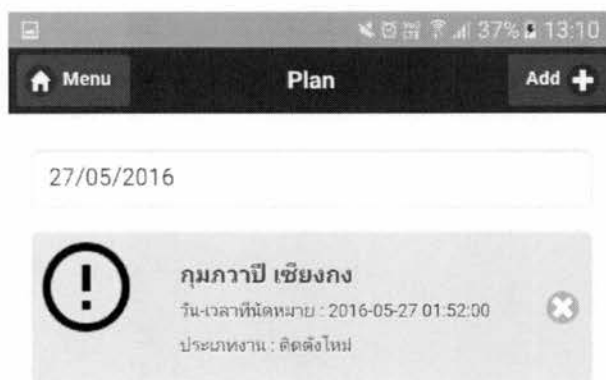 37% 13:10
Menu Plan Add
27/05/2016
กุมภวาปี เซียงกง
วัน-เวลาที่นัดหมาย : 2016-05-27 01:52:00
ประเภทงาน : ติดตั้งใหม่